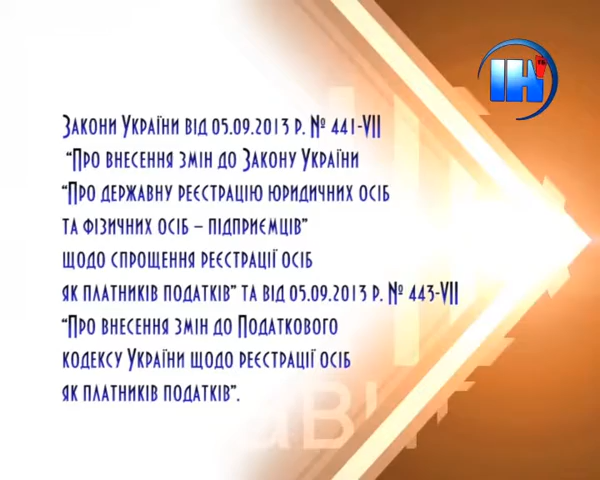 ІН
ТБ
Закони України від 05.09.2013 р. № 441-VII
"Про внесення змін до Закону України
"Про державну реєстрацію юридичних осіб
та фізичних осіб – підприємців"
щодо спрощення реєстрації осіб
як платників податків" та від 05.09.2013 р. № 443-VII
"Про внесення змін до Податкового
кодексу України щодо реєстрації осіб
як платників податків".